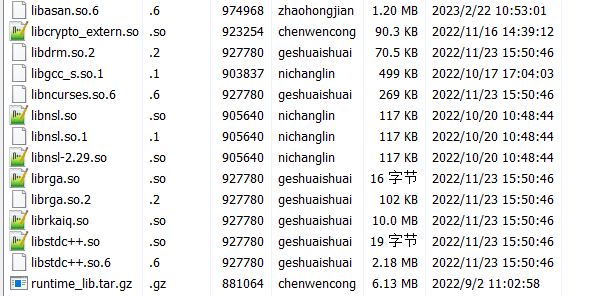 libasan.so.6 .6 974968 zhaohongjian 1.20 MB 2023/2/22 10:53:01
libcrypto_extern.so .so 923254 chenwencong 90.3 KB 2022/11/16 14:39:12
libdrm.so.2 .2 927780 geshuaishuai 70.5 KB 2022/11/23 15:50:46
libgcc_s.so.1 .1 903837 nichanglin 499 KB 2022/10/17 17:04:03
libncurses.so.6 .6 927780 geshuaishuai 269 KB 2022/11/23 15:50:46
libnsl.so .so 905640 nichanglin 117 KB 2022/10/20 10:48:44
libnsl.so.1 .1 905640 nichanglin 117 KB 2022/10/20 10:48:44
libnsl-2.29.so .so 905640 nichanglin 117 KB 2022/10/20 10:48:44
librga.so .so 927780 geshuaishuai 16 字节 2022/11/23 15:50:46
librga.so.2 .2 927780 geshuaishuai 102 KB 2022/11/23 15:50:46
librkaiq.so .so 927780 geshuaishuai 10.0 MB 2022/11/23 15:50:46
libstdc++.so .so 927780 geshuaishuai 19 字节 2022/11/23 15:50:46
libstdc++.so.6 .6 927780 geshuaishuai 2.18 MB 2022/11/23 15:50:46
runtime_lib.tar.gz .gz 881064 chenwencong 6.13 MB 2022/9/2 11:02:58